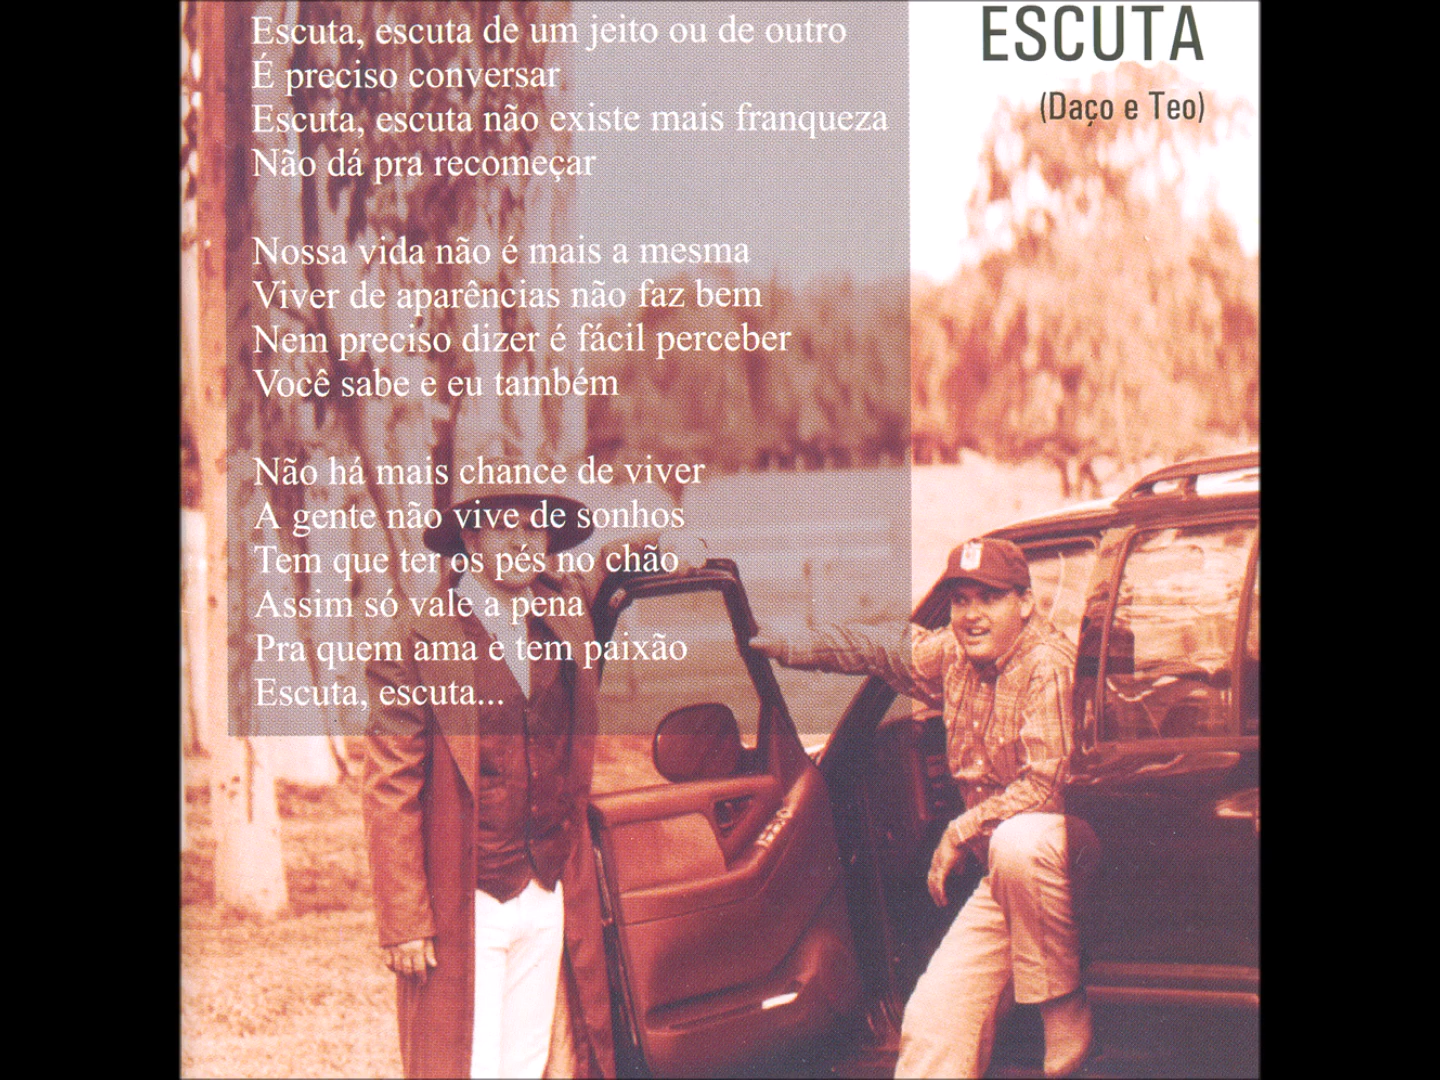 Escuta, escuta de um jeito ou de outro
É preciso conversar
Escuta, escuta não existe mais franqueza
Não dá pra recomeçar
Nossa vida não é mais a mesma
Viver de aparências não faz bem
Nem preciso dizer é fácil perceber
Você sabe e eu também
Não há mais chance de viver
A gente não vive de sonhos
Tem que ter os pés no chão
Assim só vale a pena
Pra quem ama e tem paixão
Escuta, escuta...
ESCUTA
(Daço e Teo)